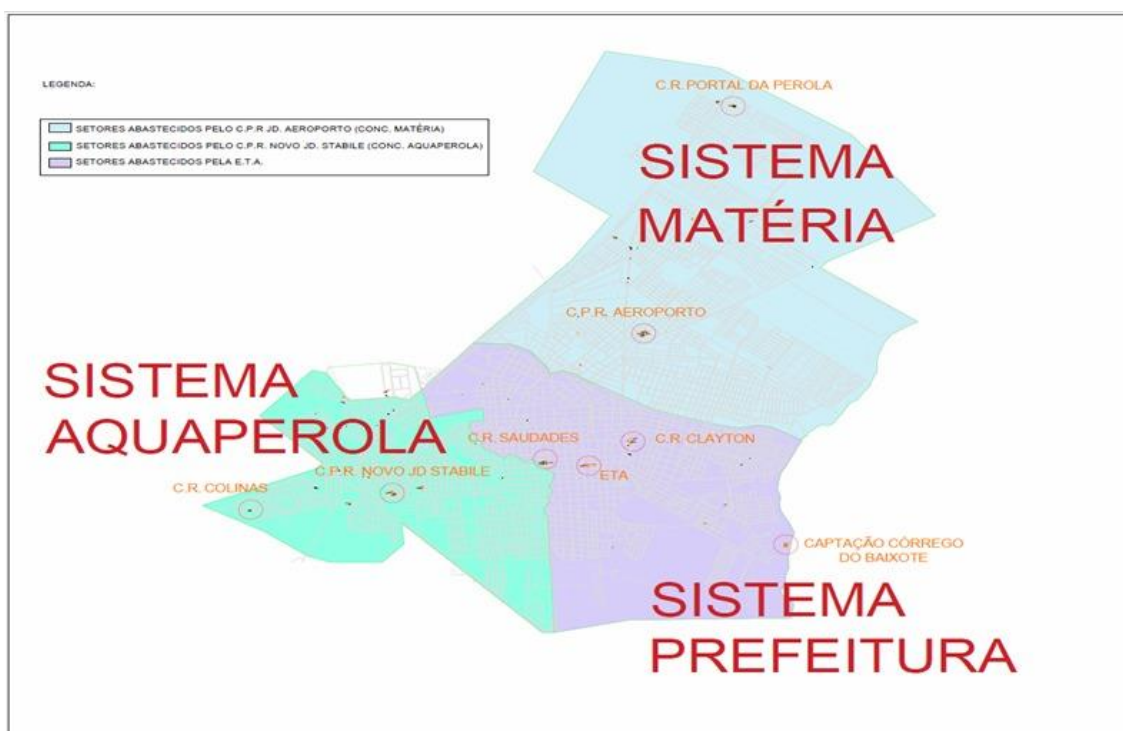 LEGENDA:
SETORES ABASTECIDOS PELO C.P.R JD. AEROPORTO (CONC. MATÉRIA)
SETORES ABASTECIDOS PELO C.P.R. NOVO JD. STABILE (CONC. AQUAPEROLA)
SETORES ABASTECIDOS PELA E.T.A.
C.R. PORTAL DA PEROLA
SISTEMA
MATÉRIA
C.P.R. AEROPORTO
SISTEMA
AQUAPEROLA
C.R. SAUDADES
C.R. CLAYTON
ETA
C.P.R. NOVO JD STABILE
C.R. COLINAS
CAPTAÇÃO CÓRREGO
DO BAIXOTE
SISTEMA
PREFEITURA